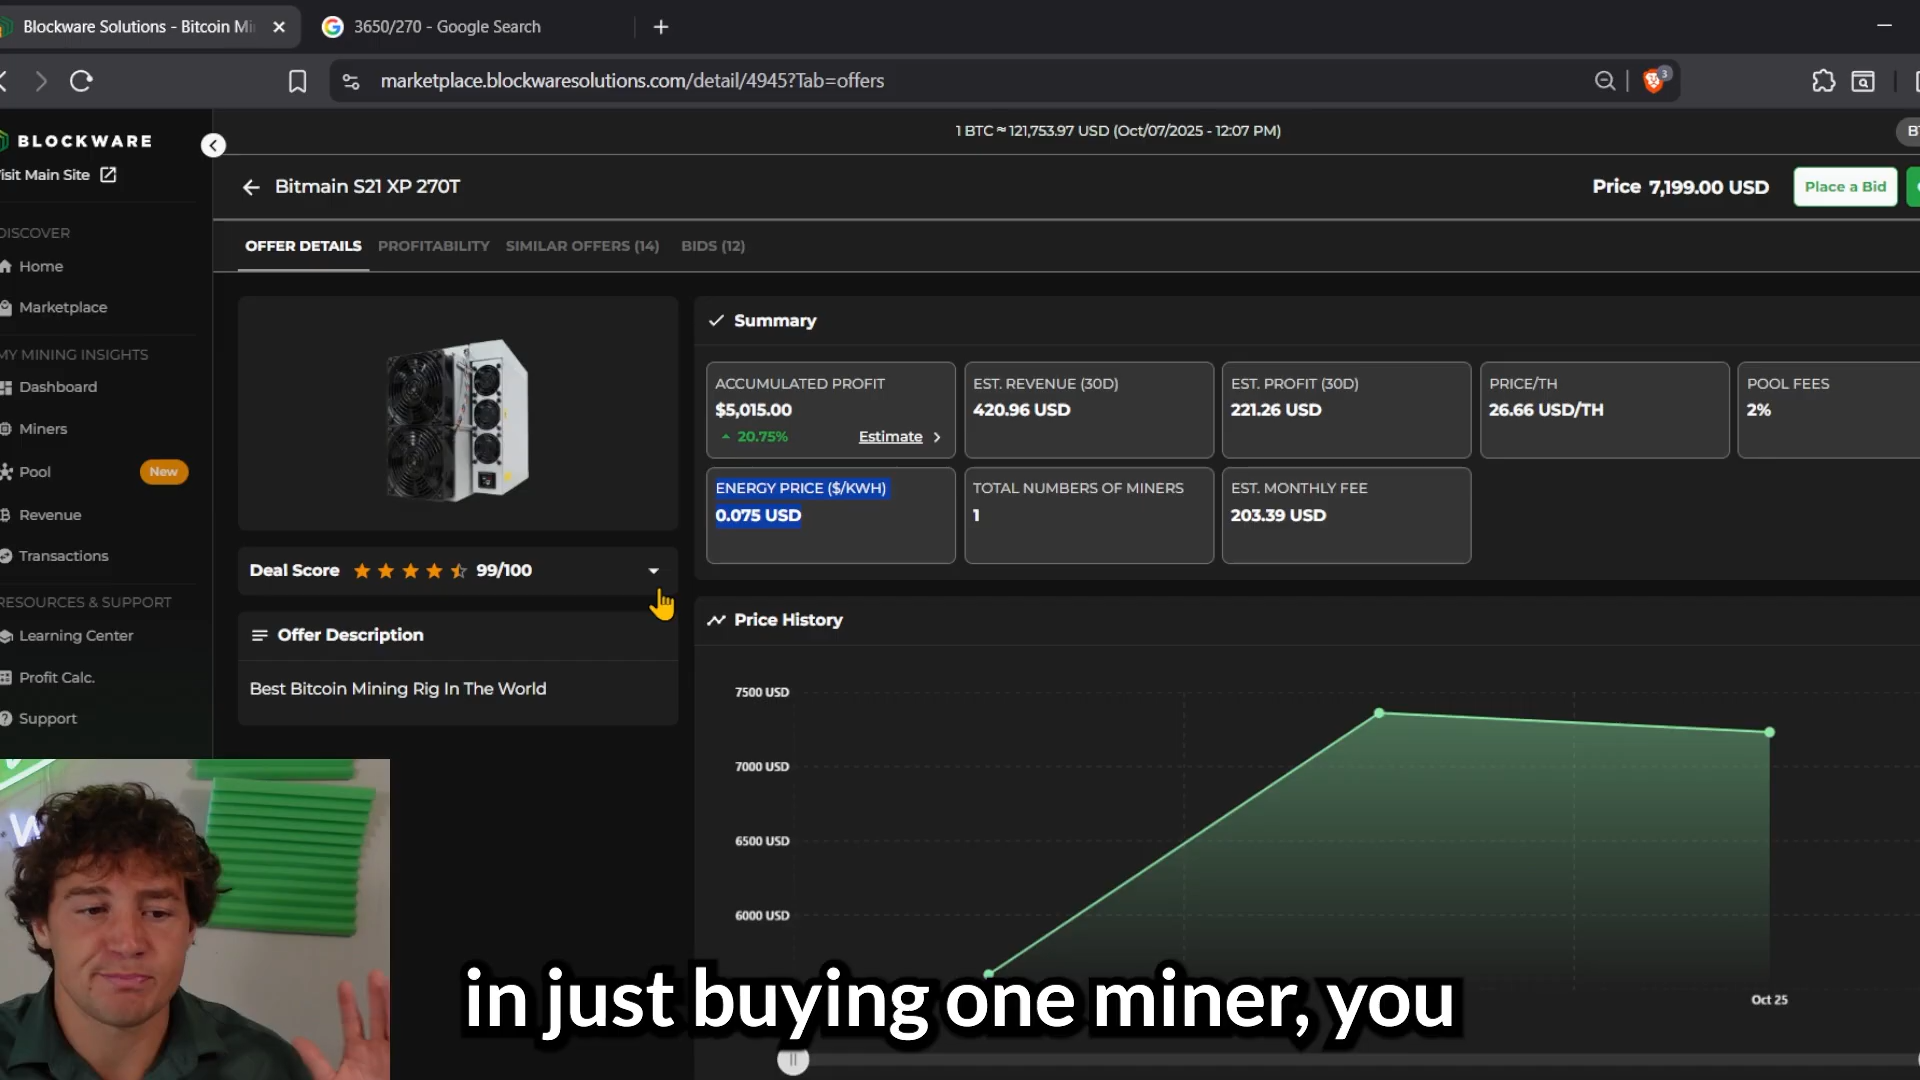 Blockware Solutions - Bitcoin Mi
3650/270 - Google Search
marketplace.blockwaresolutions.com/detail/4945?Tab=offers
3
BLOCKWARE
isit Main Site
1 BTC ≈ 121,753.97 USD (Oct/07/2025 - 12:07 PM)
Bitmain S21 XP 270T
Price 7,199.00 USD
Place a Bid
DISCOVER
Home
Marketplace
MY MINING INSIGHTS
Dashboard
Miners
Pool
New
Revenue
Transactions
RESOURCES & SUPPORT
Learning Center
Profit Calc.
Support
OFFER DETAILS
PROFITABILITY
SIMILAR OFFERS (14)
BIDS (12)
Deal Score
99/100
Offer Description
Best Bitcoin Mining Rig In The World
Summary
ACCUMULATED PROFIT
$5,015.00
20.75%
Estimate
EST. REVENUE (30D)
420.96 USD
EST. PROFIT (30D)
221.26 USD
PRICE/TH
26.66 USD/TH
POOL FEES
2%
ENERGY PRICE ($/KWH)
0.075 USD
TOTAL NUMBERS OF MINERS
1
EST. MONTHLY FEE
203.39 USD
Price History
7500 USD
7000 USD
6500 USD
6000 USD
Oct 25
in just buying one miner, you